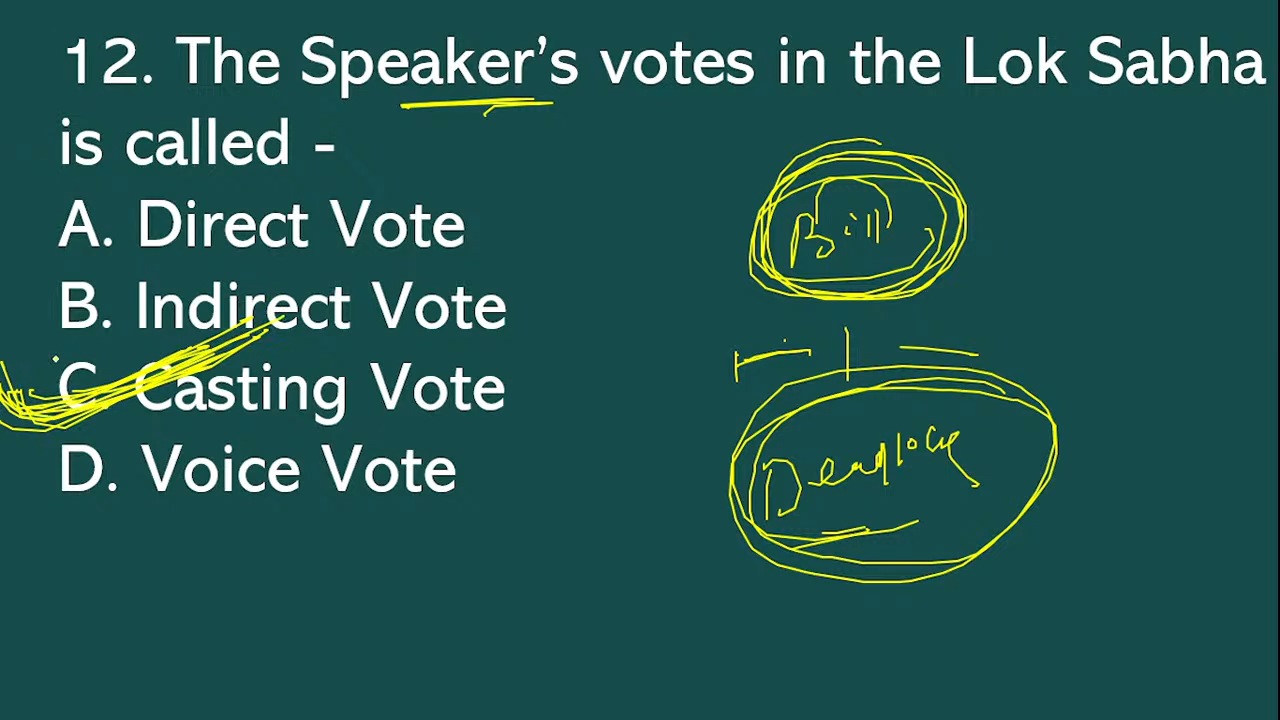 12. The Speaker’s votes in the Lok Sabha
is called -
A. Direct Vote
B. Indirect Vote
C. Casting Vote
D. Voice Vote
Bill
Deadlock